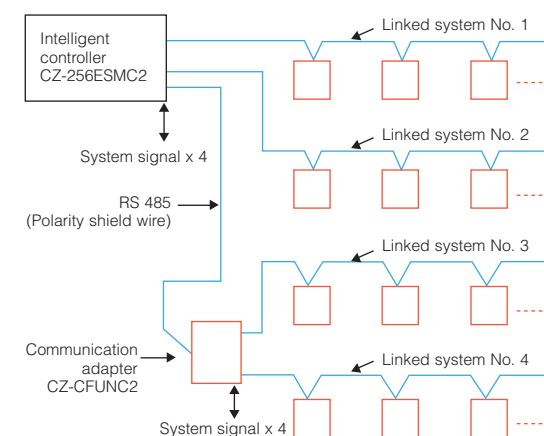 Linked system No. 1
Intelligent
controller
CZ-256ESMC2
Linked system No. 2
System signal x 4
RS 485
(Polarity shield wire)
Linked system No. 3
Communication
adapter
CZ-CFUNC2
Linked system No. 4
System signal x 4